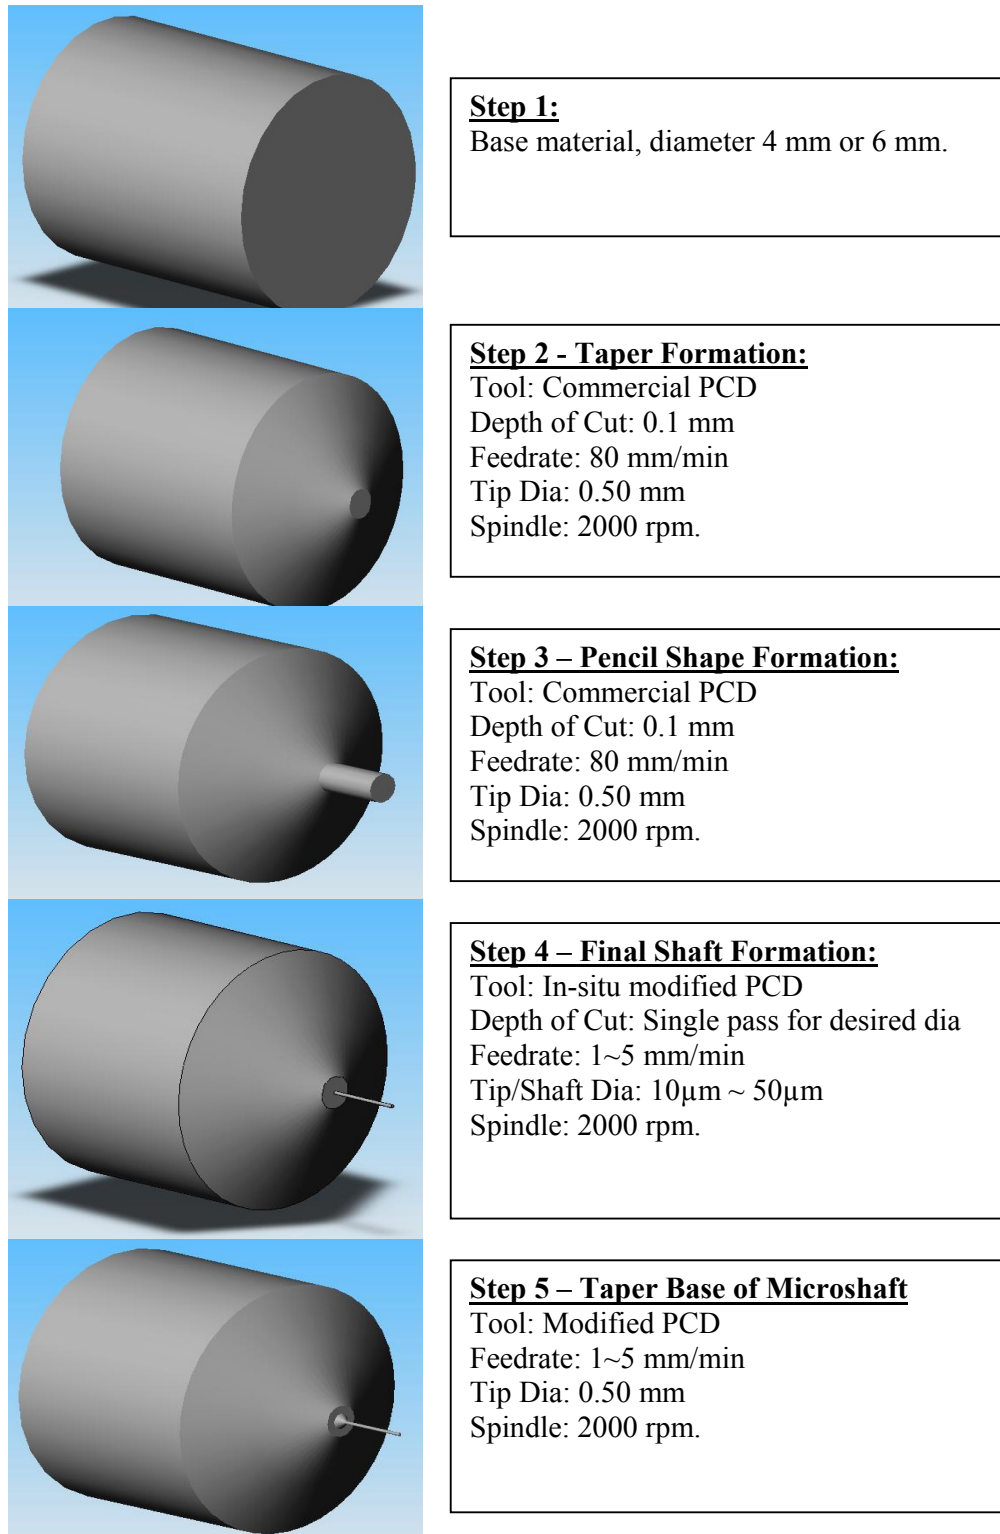 Step 1:
Base material, diameter 4 mm or 6 mm.
Step 2 - Taper Formation:
Tool: Commercial PCD
Depth of Cut: 0.1 mm
Feedrate: 80 mm/min
Tip Dia: 0.50 mm
Spindle: 2000 rpm.
Step 3 – Pencil Shape Formation:
Tool: Commercial PCD
Depth of Cut: 0.1 mm
Feedrate: 80 mm/min
Tip Dia: 0.50 mm
Spindle: 2000 rpm.
Step 4 – Final Shaft Formation:
Tool: In-situ modified PCD
Depth of Cut: Single pass for desired dia
Feedrate: 1~5 mm/min
Tip/Shaft Dia: 10µm ~ 50µm
Spindle: 2000 rpm.
Step 5 – Taper Base of Microshaft
Tool: Modified PCD
Feedrate: 1~5 mm/min
Tip Dia: 0.50 mm
Spindle: 2000 rpm.